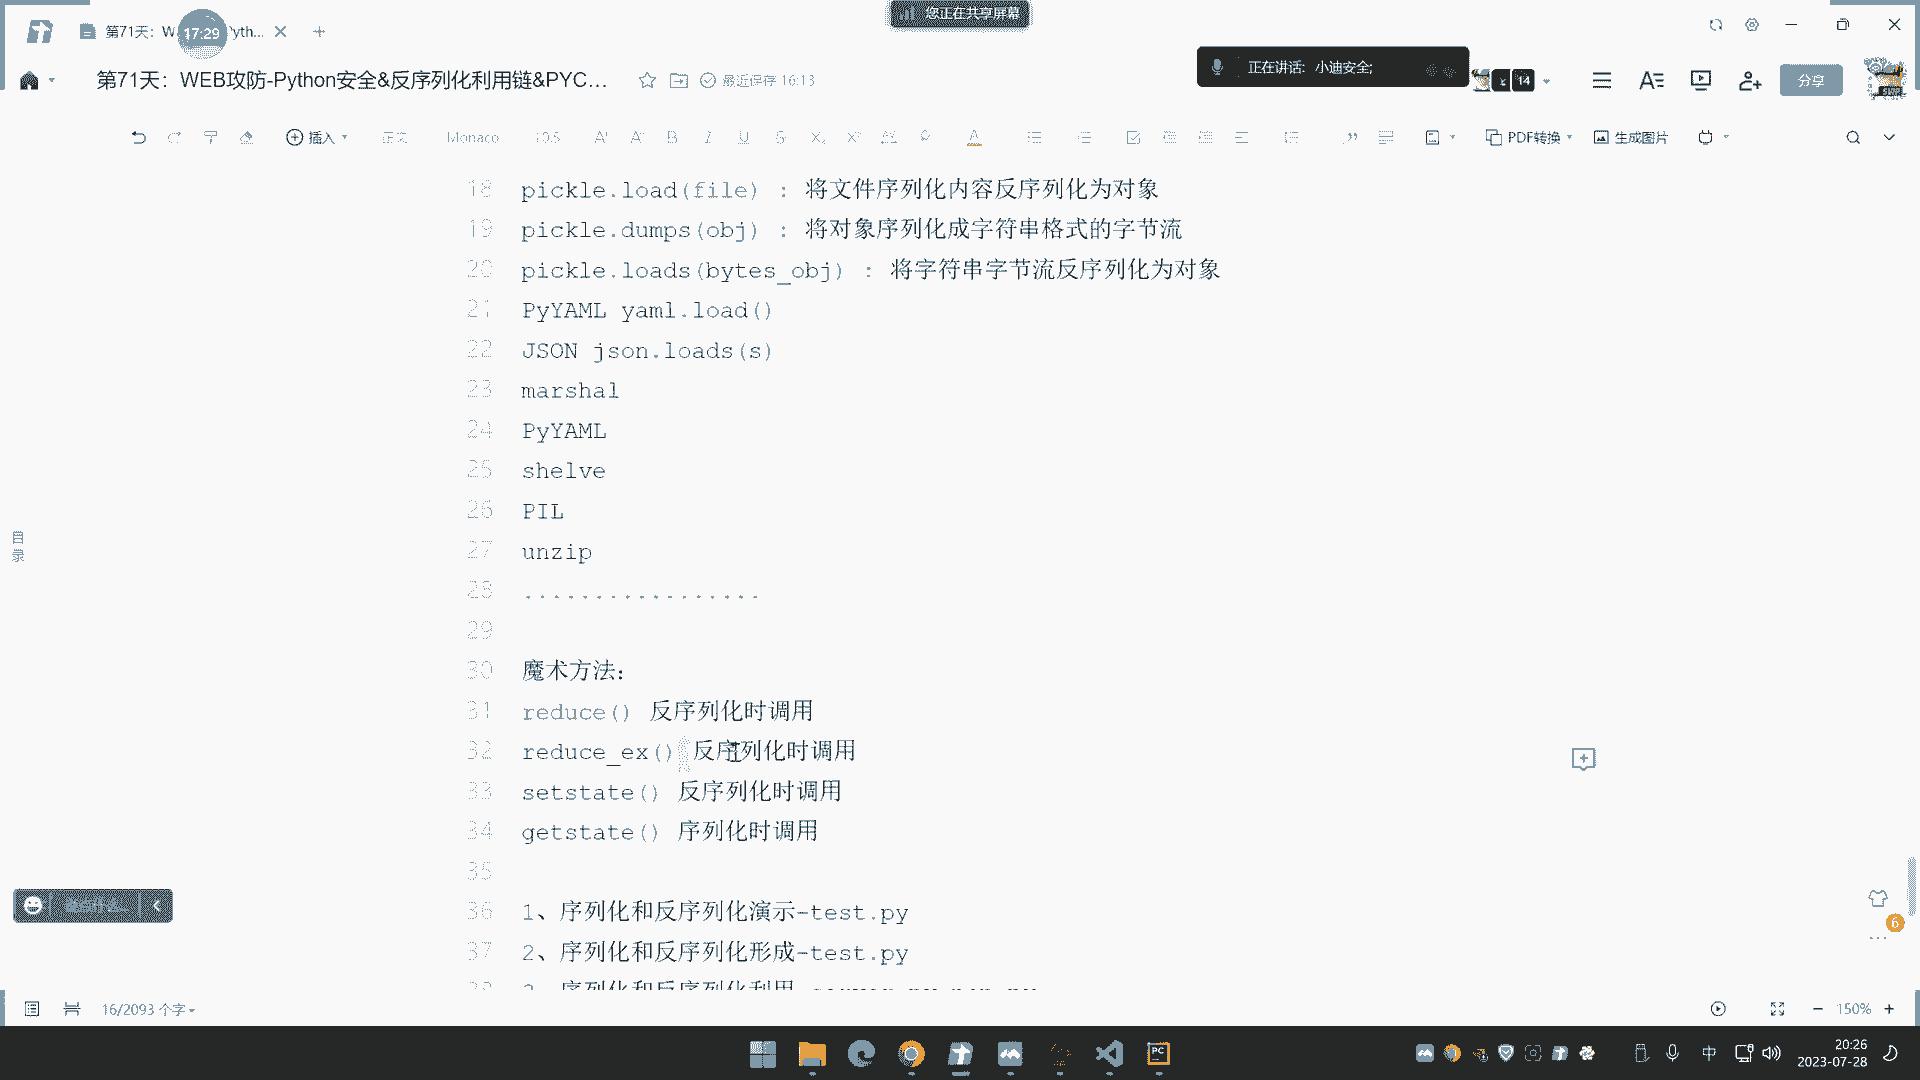 您正在共享屏幕
第71天：W
17:29
yth...
第71天：WEB攻防-Python安全&反序列化利用链&PYC...
最近保存 16:13
正在讲话: 小迪安全;
14
分享
插入
正文
Monaco
10.5
PDF转换
生成图片
18 pickle.load(file) : 将文件序列化内容反序列化为对象
19 pickle.dumps(obj) : 将对象序列化成字符串格式的字节流
20 pickle.loads(bytes_obj) : 将字符串字节流反序列化为对象
21 PyYAML yaml.load()
22 JSON json.loads(s)
23 marshal
24 PyYAML
25 shelve
26 PIL
27 unzip
28 .................
29
30 魔术方法：
31 reduce() 反序列化时调用
32 reduce_ex() 反序列化时调用
33 setstate() 反序列化时调用
34 getstate() 序列化时调用
35
36 1、序列化和反序列化演示-test.py
37 2、序列化和反序列化形成-test.py
目录
6
16/2093 个字
150%
中
20:26
2023-07-28